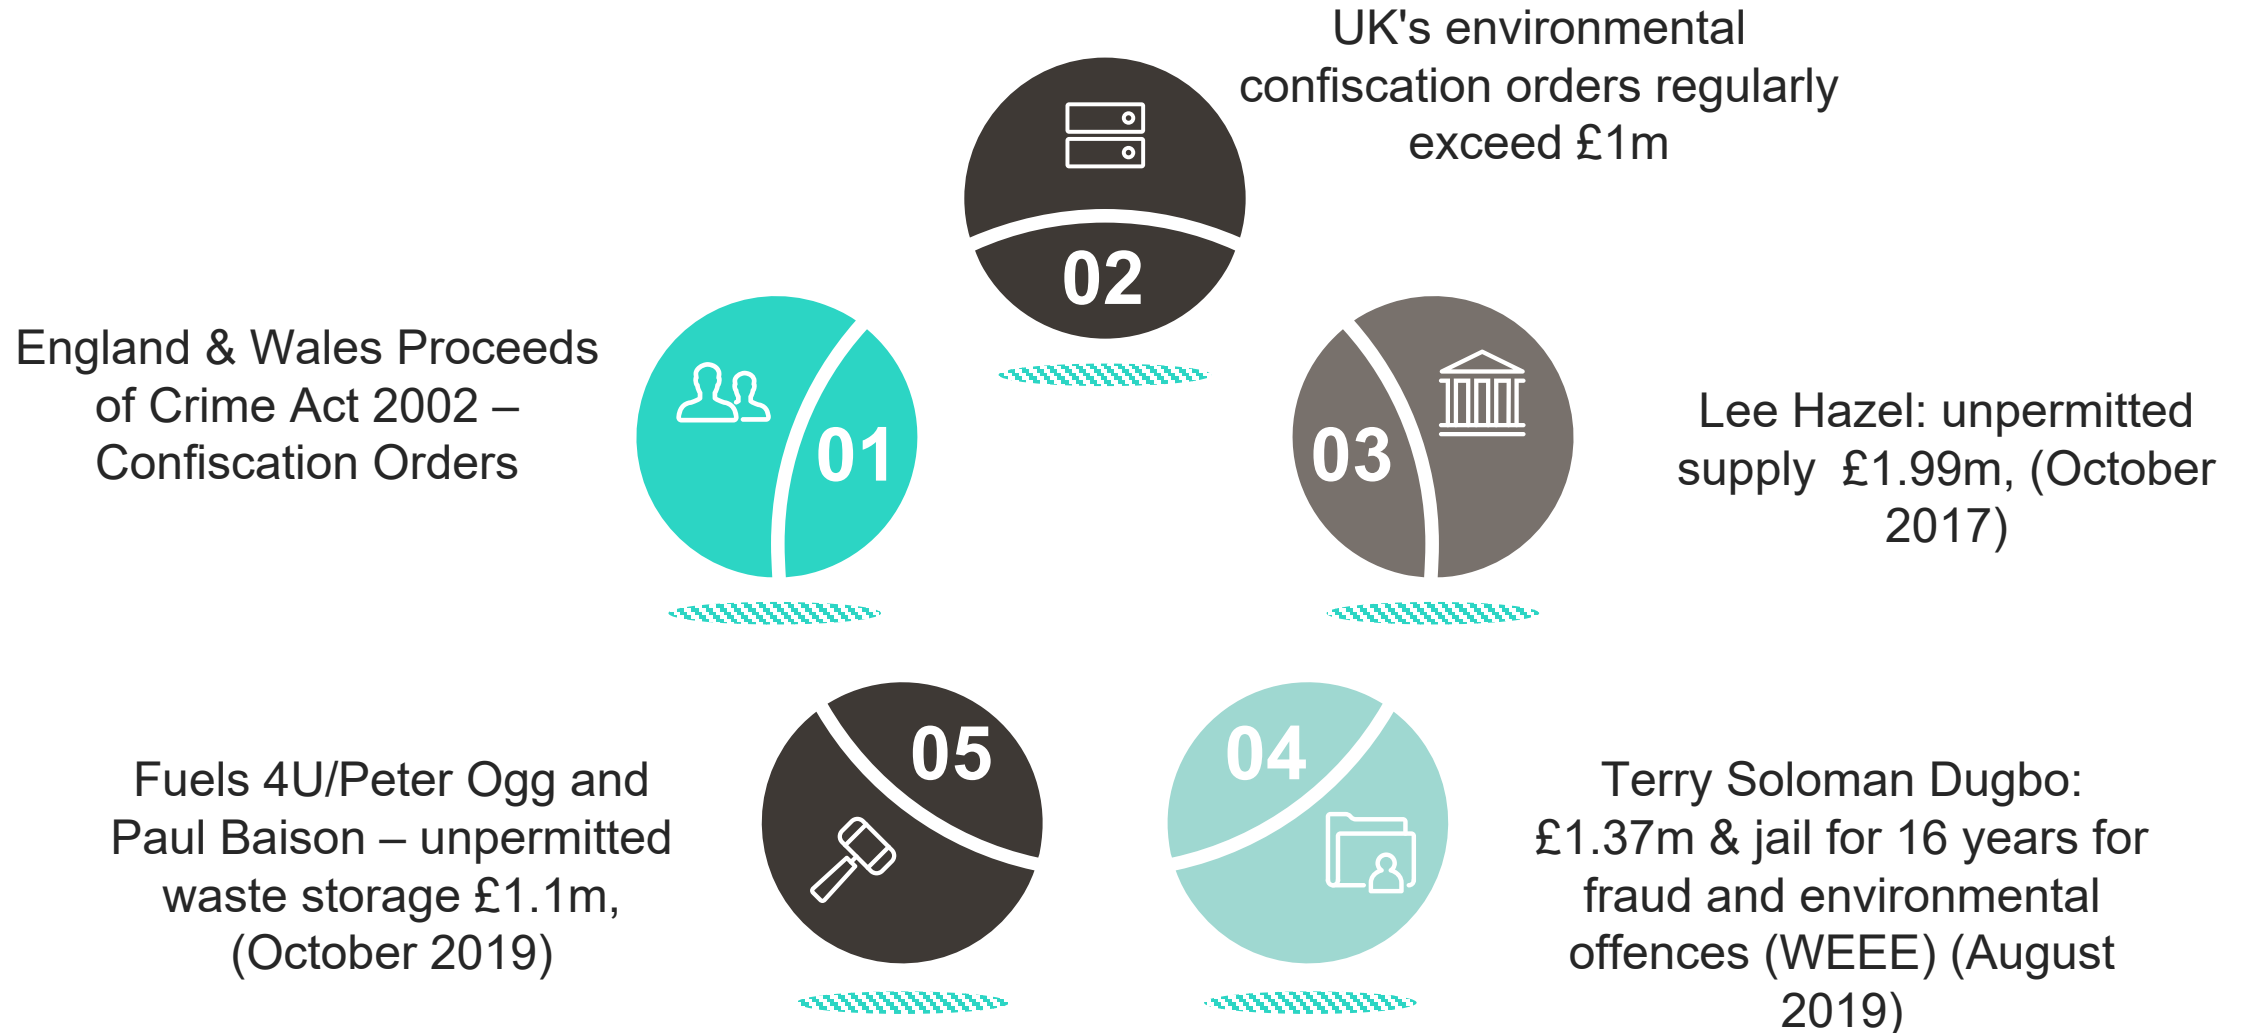 01
England & Wales Proceeds
of Crime Act 2002 –
Confiscation Orders
02
UK's environmental
confiscation orders regularly
exceed £1m
03
Lee Hazel: unpermitted
supply  £1.99m, (October
2017)
04
Terry Soloman Dugbo:
£1.37m & jail for 16 years for
fraud and environmental
offences (WEEE) (August
2019)
05
Fuels 4U/Peter Ogg and
Paul Baison – unpermitted
waste storage £1.1m,
(October 2019)